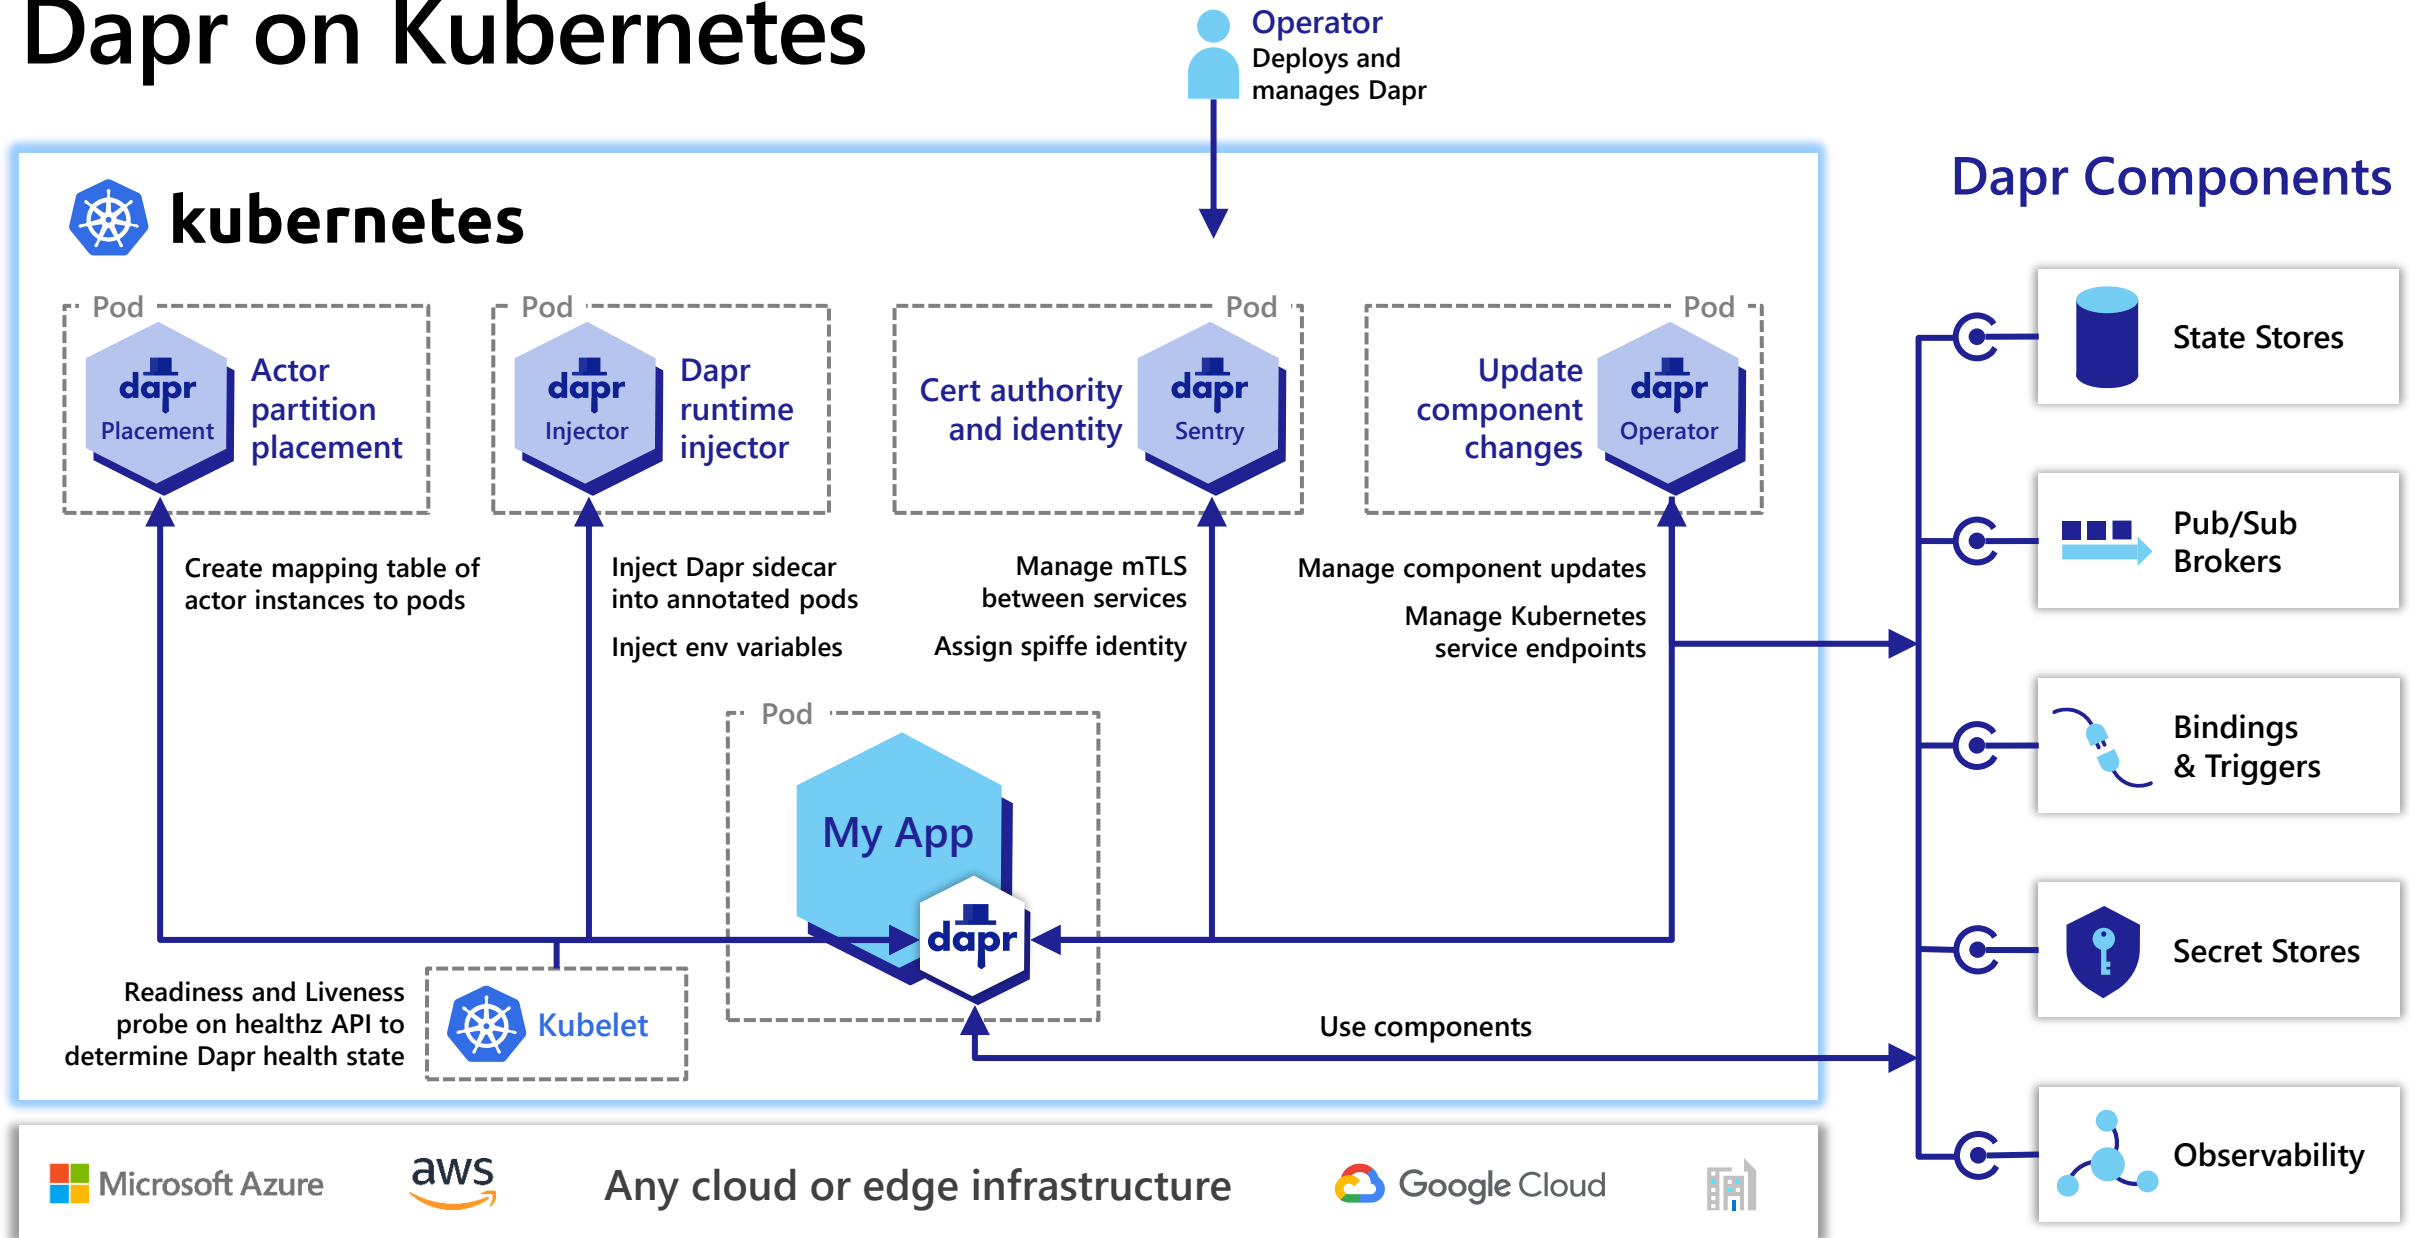 Dapr on Kubernetes
Operator
Deploys and
manages Dapr
kubernetes
Dapr Components
Pod
dapr
Placement
Actor
partition
placement
Pod
dapr
Injector
Dapr
runtime
injector
Pod
Cert authority
and identity
dapr
Sentry
Pod
Update
component
changes
dapr
Operator
Create mapping table of
actor instances to pods
Inject Dapr sidecar
into annotated pods
Inject env variables
Manage mTLS
between services
Assign spiffe identity
Manage component updates
Manage Kubernetes
service endpoints
Pod
My App
dapr
Readiness and Liveness
probe on healthz API to
determine Dapr health state
Kubelet
Use components
State Stores
Pub/Sub
Brokers
Bindings
& Triggers
Secret Stores
Observability
Microsoft Azure
aws
Any cloud or edge infrastructure
Google Cloud